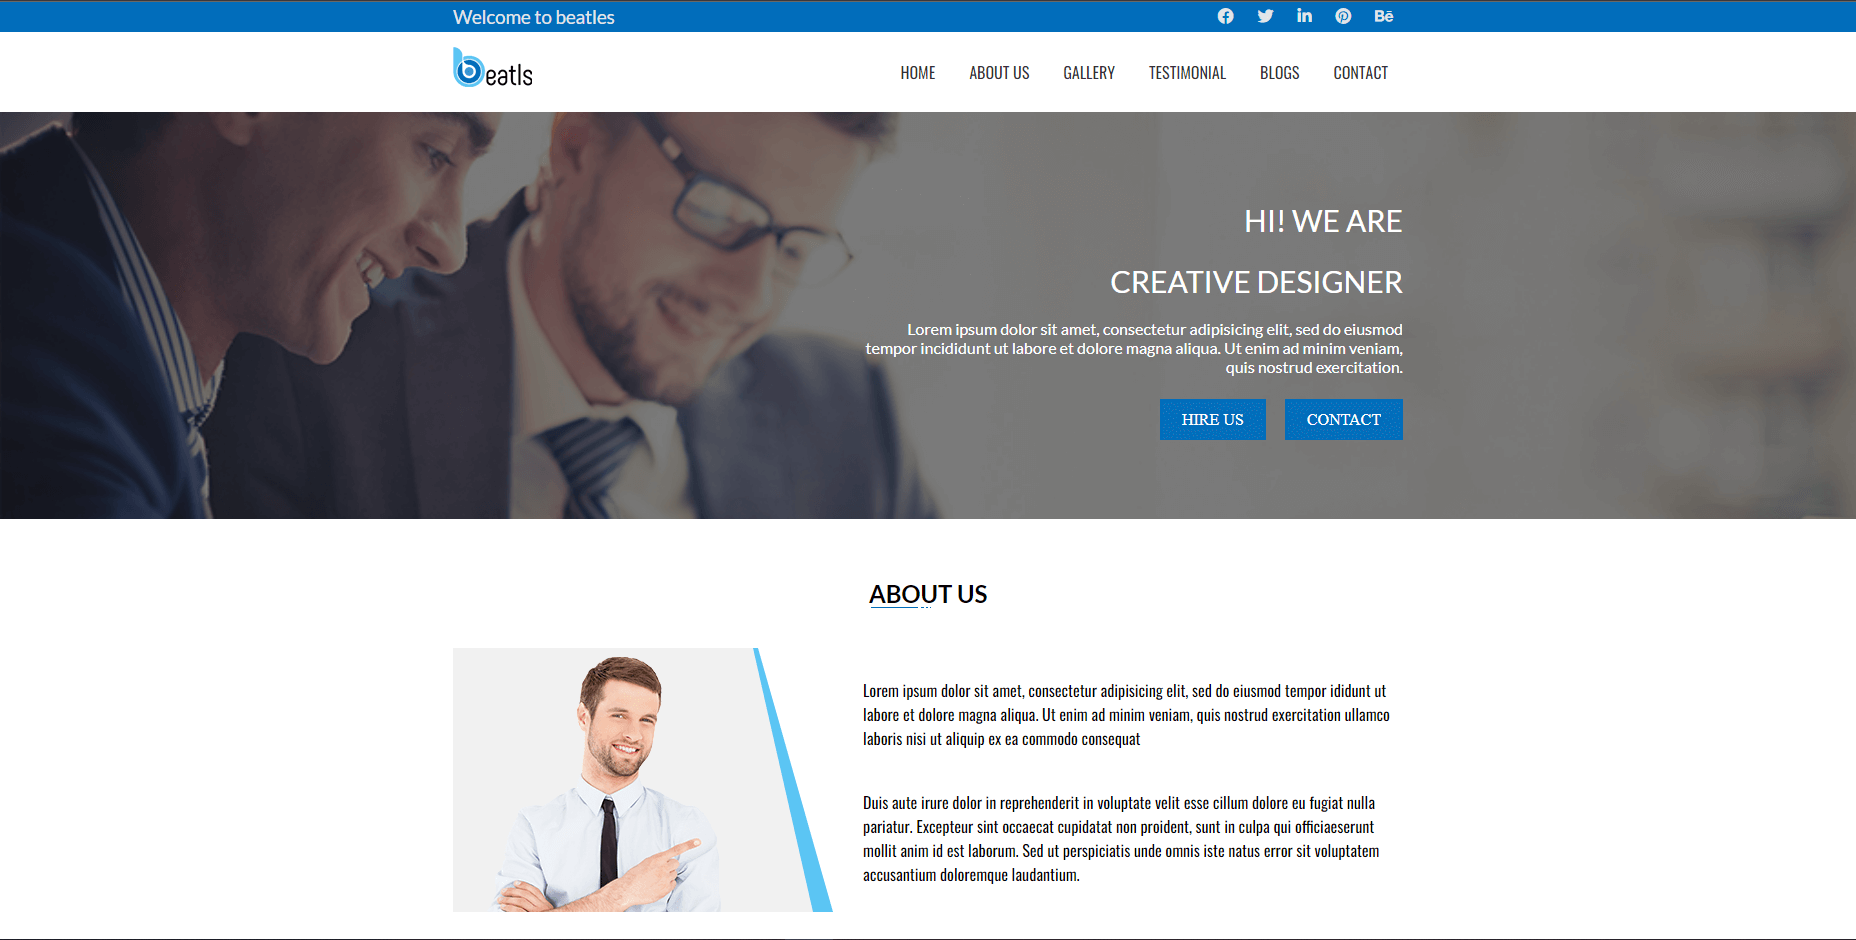 Welcome to beatles
Bē
beatls
HOME ABOUT US GALLERY TESTIMONIAL BLOGS CONTACT
HI! WE ARE
CREATIVE DESIGNER
Lorem ipsum dolor sit amet, consectetur adipisicing elit, sed do eiusmod
tempor incididunt ut labore et dolore magna aliqua. Ut enim ad minim veniam,
quis nostrud exercitation.
HIRE US CONTACT
ABOUT US
Lorem ipsum dolor sit amet, consectetur adipisicing elit, sed do eiusmod tempor ididunt ut
labore et dolore magna aliqua. Ut enim ad minim veniam, quis nostrud exercitation ullamco
laboris nisi ut aliquip ex ea commodo consequat
Duis aute irure dolor in reprehenderit in voluptate velit esse cillum dolore eu fugiat nulla
pariatur. Excepteur sint occaecat cupidatat non proident, sunt in culpa qui officiaeserunt
mollit anim id est laborum. Sed ut perspiciatis unde omnis iste natus error sit voluptatem
accusantium doloremque laudantium.